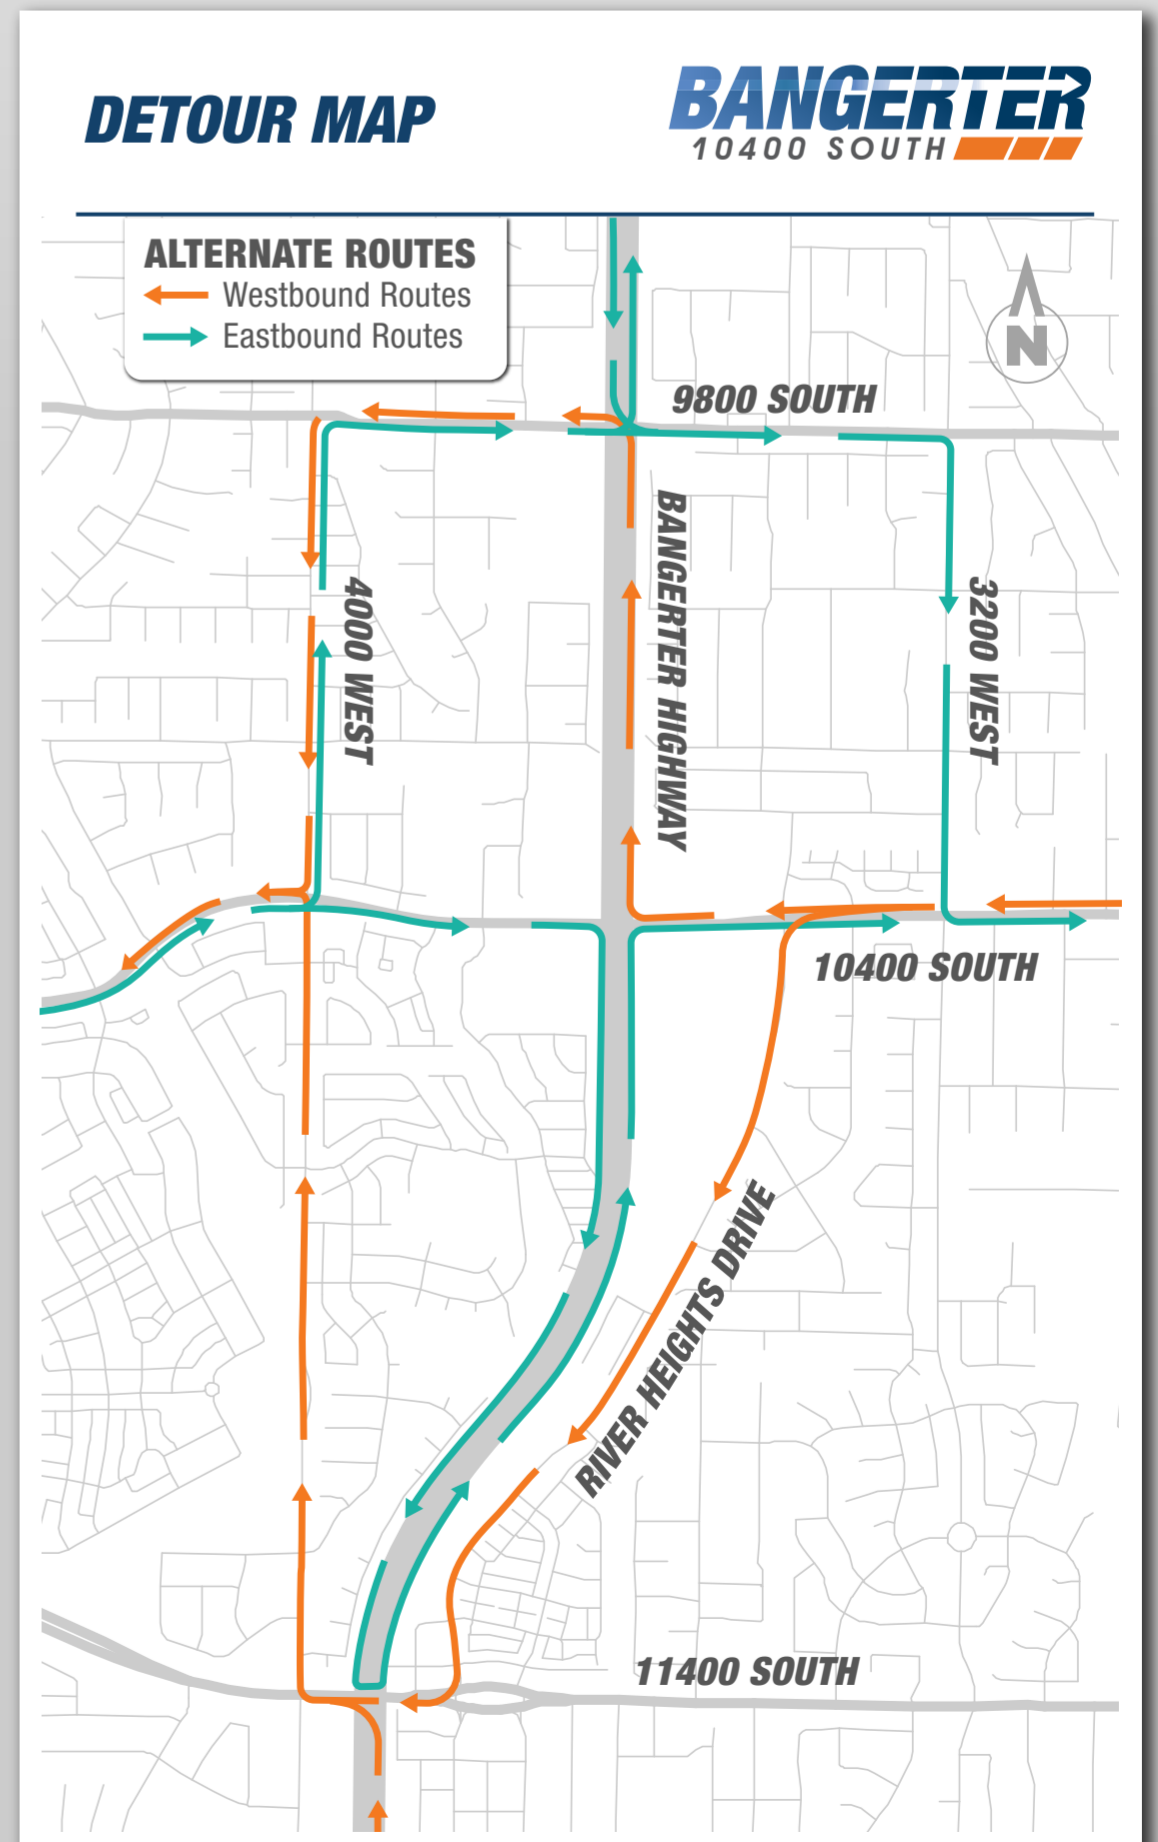 DETOUR MAP
BANGERTER
10400 SOUTH
ALTERNATE ROUTES
Westbound Routes
Eastbound Routes
N
9800 SOUTH
BANGERTER HIGHWAY
4000 WEST
3200 WEST
10400 SOUTH
RIVER HEIGHTS DRIVE
11400 SOUTH